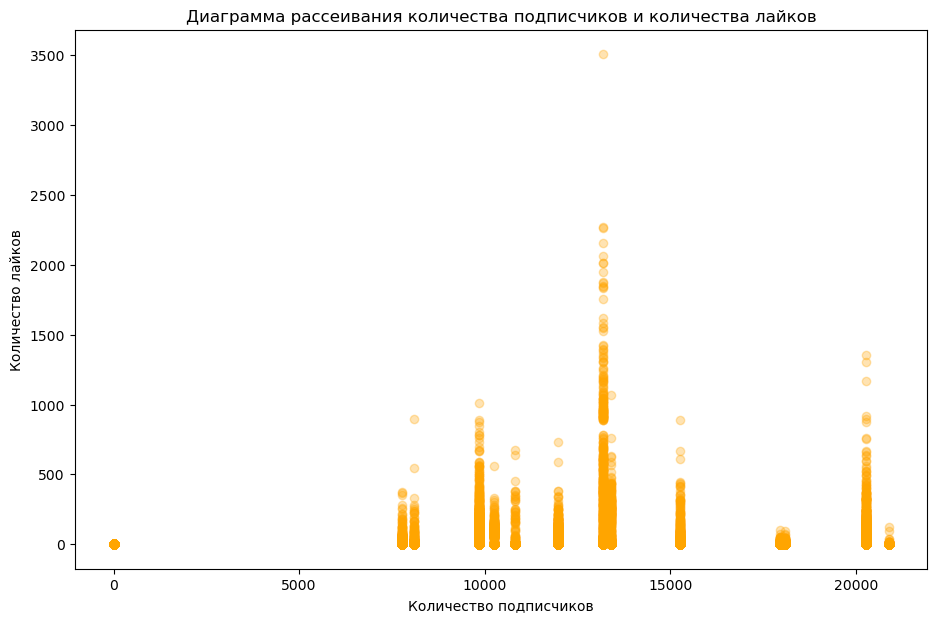 Диаграмма рассеивания количества подписчиков и количества лайков
3500
3000
2500
2000
1500
1000
500
0
Количество лайков
0 5000 10000 15000 20000
Количество подписчиков